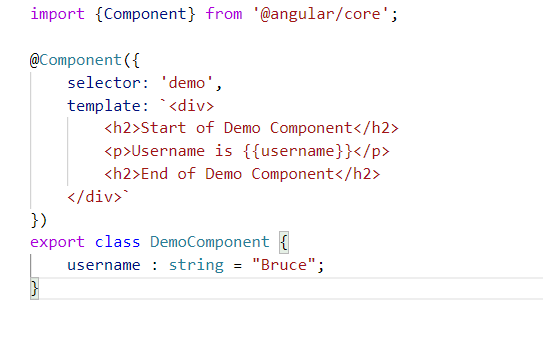 import {Component} from '@angular/core';
@Component({
selector: 'demo',
template: `<div>
<h2>Start of Demo Component</h2>
<p>Username is {{username}}</p>
<h2>End of Demo Component</h2>
</div>`
})
export class DemoComponent {
username : string = "Bruce";
}